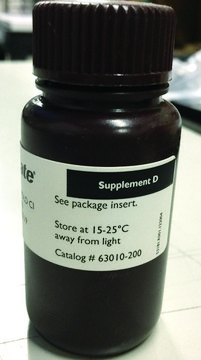 Supplement D
See package insert.
Store at 15-25°C
away from light
Catalog # 63010-200